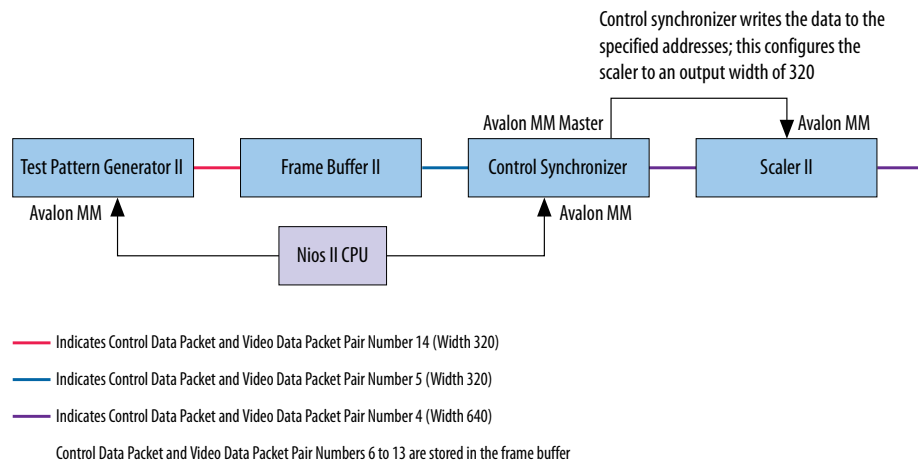 Control synchronizer writes the data to the
specified addresses; this configures the
scaler to an output width of 320
Avalon MM Master
Avalon MM
Test Pattern Generator II
Frame Buffer II
Control Synchronizer
Scaler II
Avalon MM
Avalon MM
Nios II CPU
Indicates Control Data Packet and Video Data Packet Pair Number 14 (Width 320)
Indicates Control Data Packet and Video Data Packet Pair Number 5 (Width 320)
Indicates Control Data Packet and Video Data Packet Pair Number 4 (Width 640)
Control Data Packet and Video Data Packet Pair Numbers 6 to 13 are stored in the frame buffer